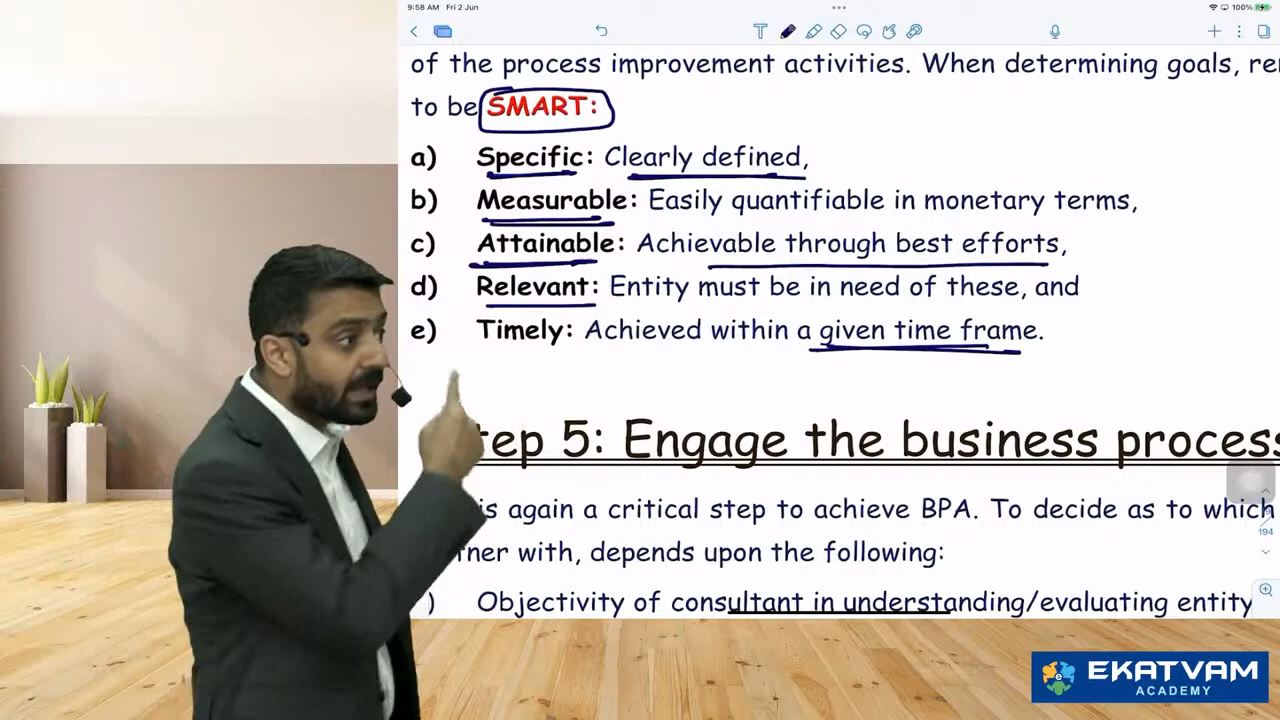 9:58 AM Fri 2 Jun
100%
of the process improvement activities. When determining goals,
to be SMART:
a) Specific: Clearly defined,
b) Measurable: Easily quantifiable in monetary terms,
c) Attainable: Achievable through best efforts,
d) Relevant: Entity must be in need of these, and
e) Timely: Achieved within a given time frame.
tep 5: Engage the business process
is again a critical step to achieve BPA. To decide as to which
tner with, depends upon the following:
) Objectivity of consultant in understanding/evaluating entity
194
EKATVAM
ACADEMY